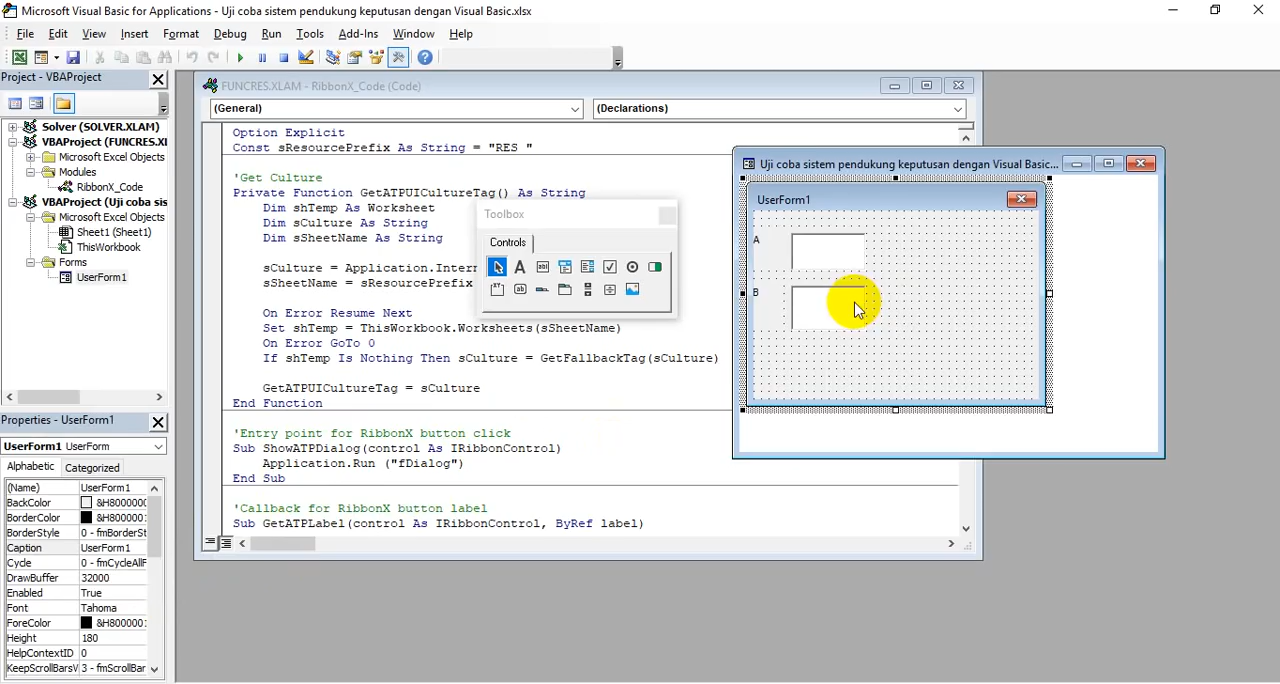 Microsoft Visual Basic for Applications - Uji coba sistem pendukung keputusan dengan Visual Basic.xlsx
File Edit View Insert Format Debug Run Tools Add-Ins Window Help
Project - VBAProject
Solver (SOLVER.XLAM)
VBAProject (FUNCRES.XL
Microsoft Excel Objects
Modules
RibbonX_Code
VBAProject (Uji coba sis
Microsoft Excel Objects
Sheet1 (Sheet1)
ThisWorkbook
Forms
UserForm1
Properties - UserForm1
UserForm1 UserForm
Alphabetic Categorized
(Name) UserForm1
BackColor &H800000
BorderColor &H800000
BorderStyle 0 - fmBorderSt
Caption UserForm1
Cycle 0 - fmCycleAllF
DrawBuffer 32000
Enabled True
Font Tahoma
ForeColor &H800000
Height 180
HelpContextID 0
KeepScrollBarsV 3 - fmScrollBar
FUNCRES.XLAM - RibbonX_Code (Code)
(General) (Declarations)
Option Explicit
Const sResourcePrefix As String = "RES_"
'Get Culture
Private Function GetATPUICultureTag() As String
Dim shTemp As Worksheet
Dim sCulture As String
Dim sSheetName As String
sCulture = Application.Intern
sSheetName = sResourcePrefix
On Error Resume Next
Set shTemp = ThisWorkbook.Worksheets(sSheetName)
On Error GoTo 0
If shTemp Is Nothing Then sCulture = GetFallbackTag(sCulture)
GetATPUICultureTag = sCulture
End Function
'Entry point for RibbonX button click
Sub ShowATPDialog(control As IRibbonControl)
Application.Run ("fDialog")
End Sub
'Callback for RibbonX button label
Sub GetATPLabel(control As IRibbonControl, ByRef label)
Toolbox
Controls
Uji coba sistem pendukung keputusan dengan Visual Basic...
UserForm1
A
B